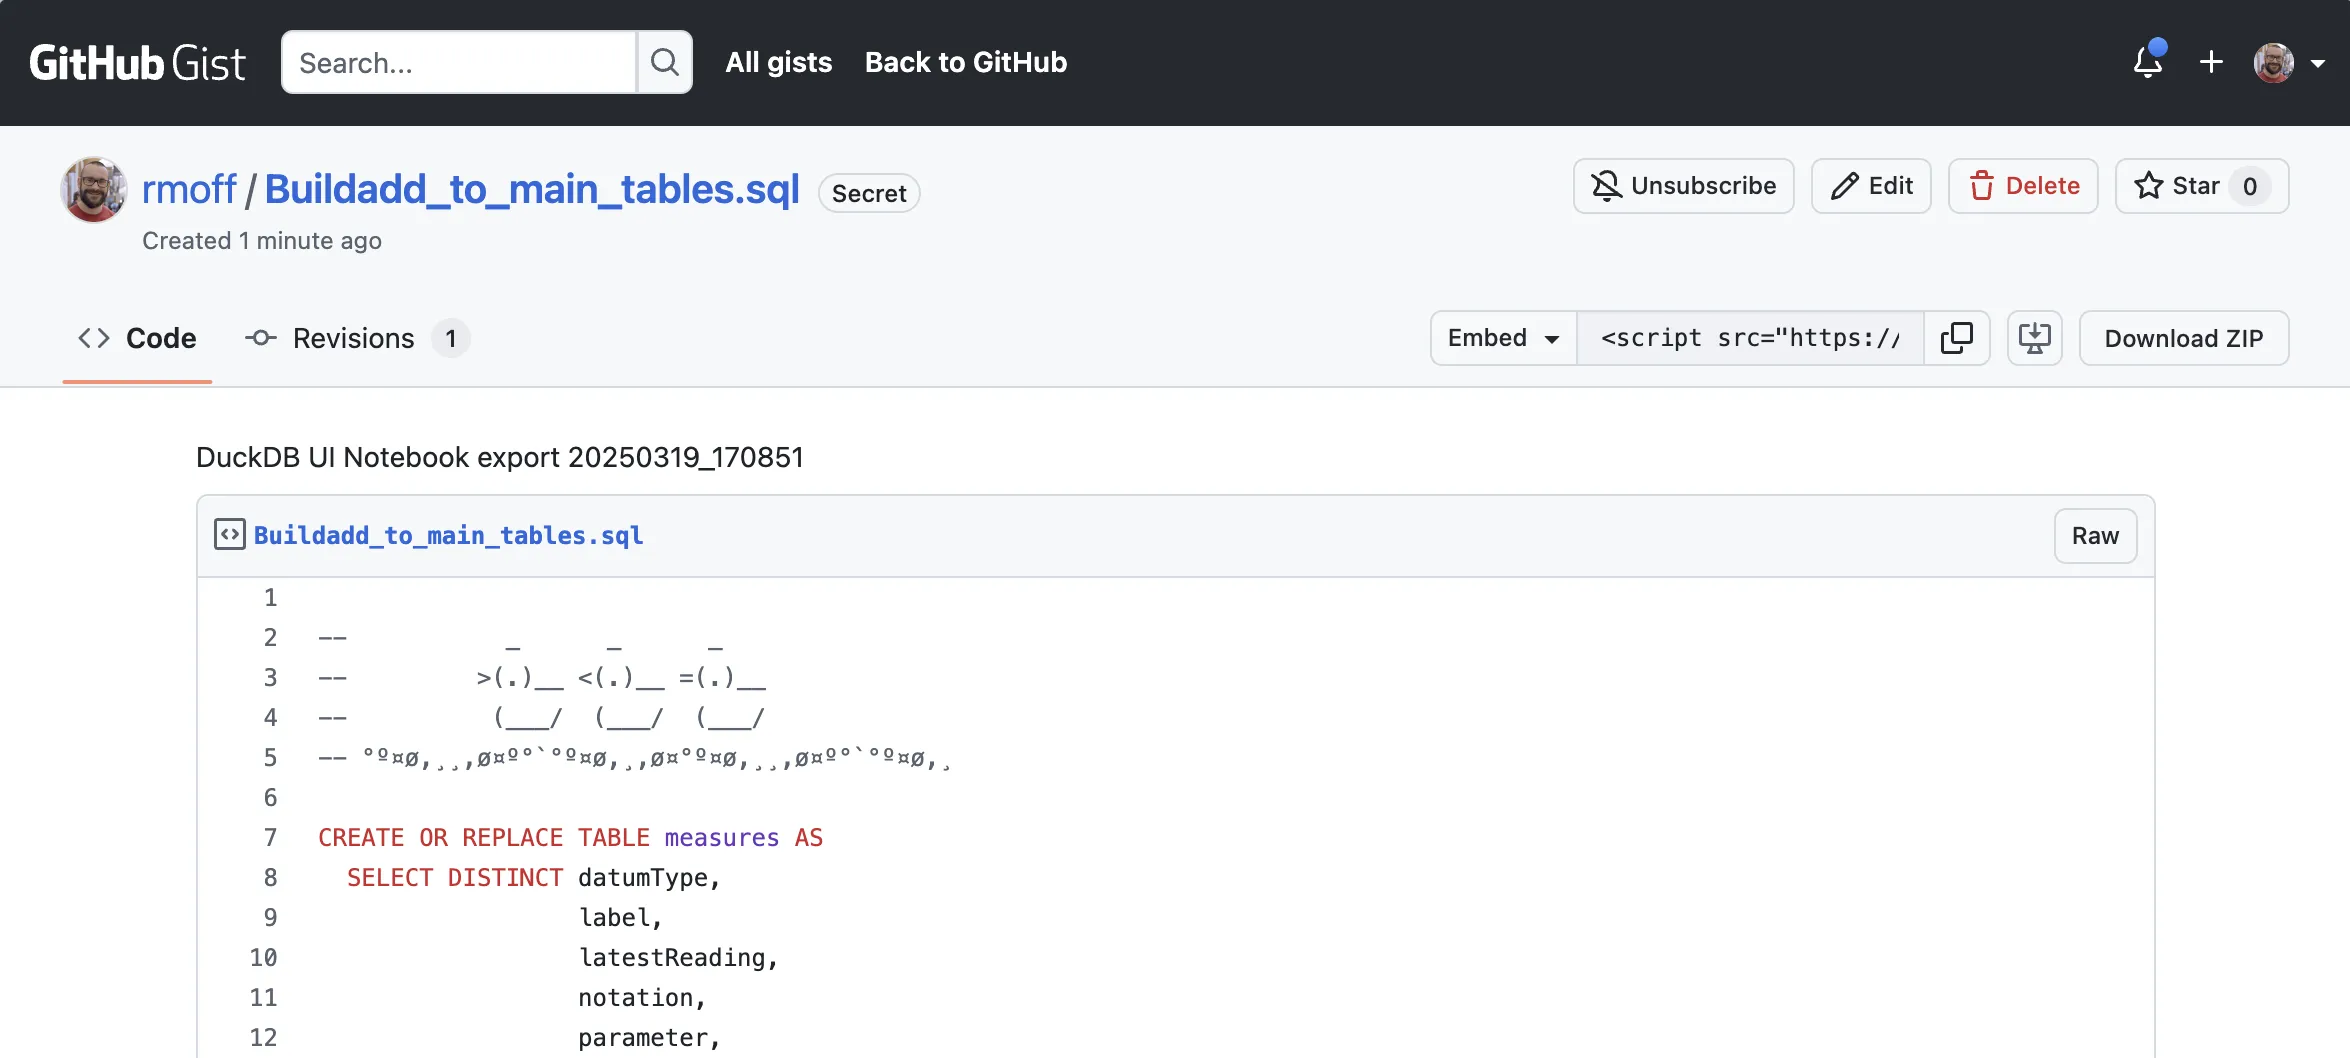 GitHub Gist Search... All gists Back to GitHub
rmoff / Buildadd_to_main_tables.sql Secret Unsubscribe Edit Delete Star 0
Created 1 minute ago
Code Revisions 1 Embed <script src="https:// Download ZIP
DuckDB UI Notebook export 20250319_170851
Buildadd_to_main_tables.sql Raw
1
2 --           _      _      _
3 --         >(.)__ <(.)__ =(.)__
4 --          (___/  (___/  (___/
5 -- °º¤ø,¸¸,ø¤º°`°º¤ø,¸,ø¤°º¤ø,¸¸,ø¤º°`°º¤ø,¸
6
7 CREATE OR REPLACE TABLE measures AS
8   SELECT DISTINCT datumType,
9                   label,
10                   latestReading,
11                   notation,
12                   parameter,